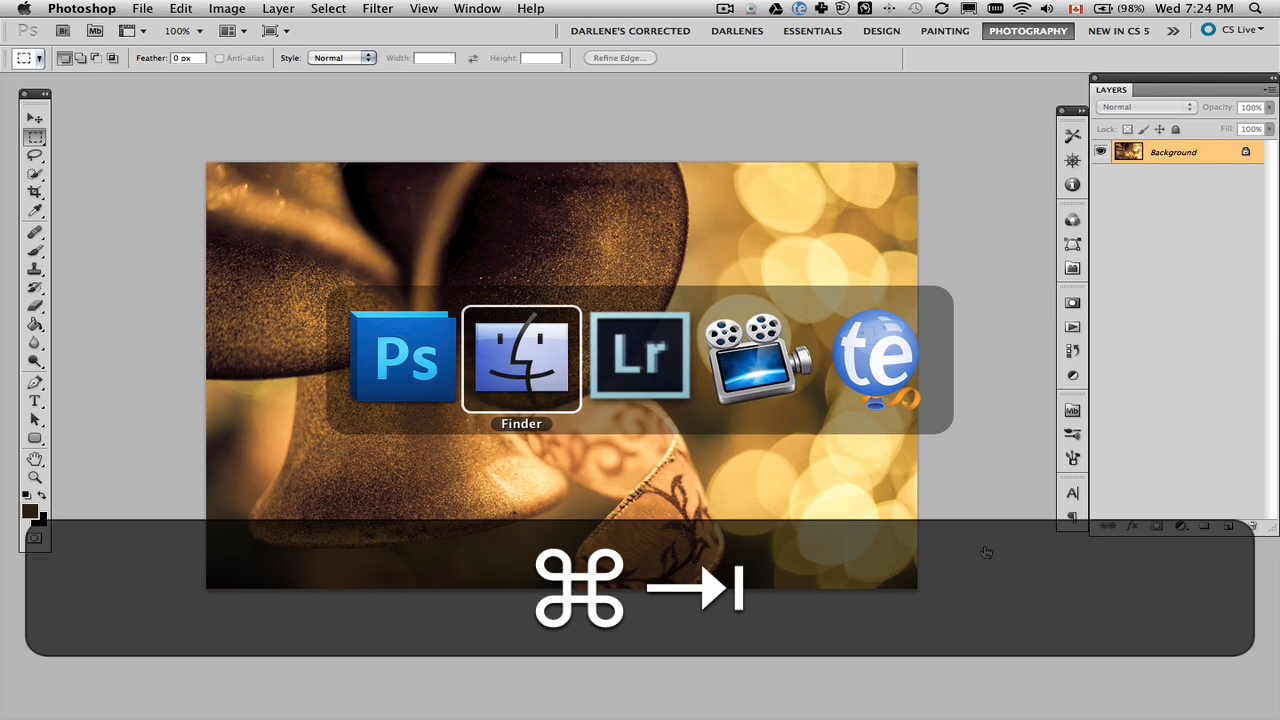 Photoshop File Edit Image Layer Select Filter View Window Help (98%) Wed 7:24 PM
Ps Br Mb 100% DARLENE'S CORRECTED DARLENES ESSENTIALS DESIGN PAINTING PHOTOGRAPHY NEW IN CS 5 CS Live
Feather: 0 px Anti-alias Style: Normal Width: Height: Refine Edge...
LAYERS
Normal Opacity: 100%
Lock: Fill: 100%
Background
Ps Lr te
Finder
Mb
T
A
⌘ ⇥